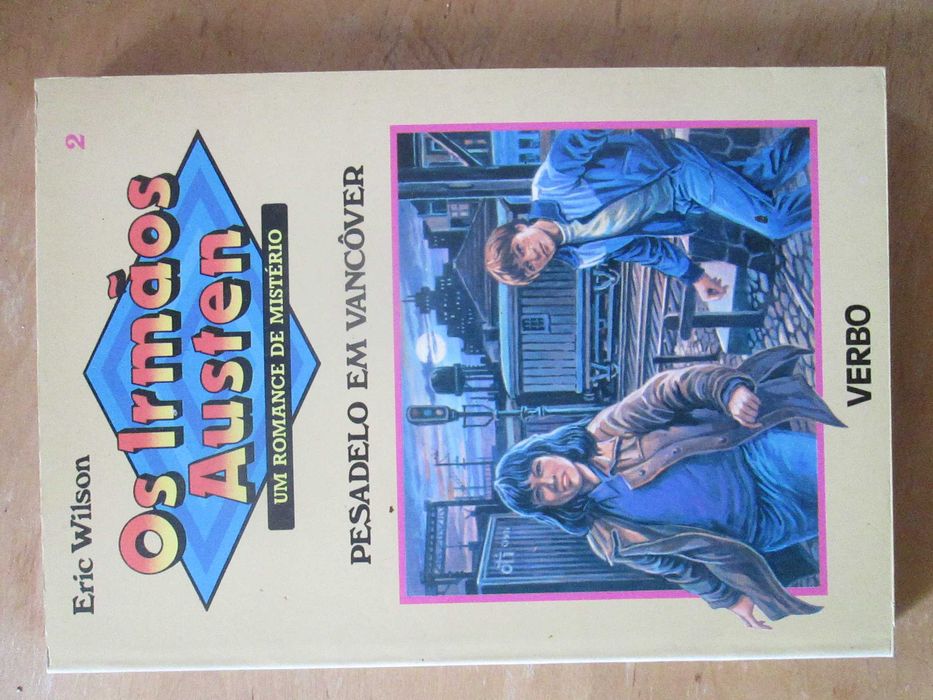 Eric Wilson
2
Os Irmãos
Austen
UM ROMANCE DE MISTÉRIO
PESADELO EM VANCÔVER
VERBO